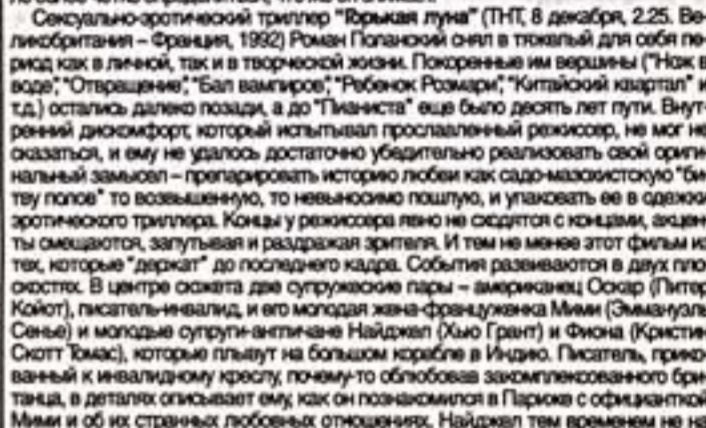 Сексуально-эротический триллер "Горькая луна" (ТНТ, 8 декабря, 2.25. Ве-
ликобритания – Франция, 1992) Роман Поланский снял в тяжелый для себя пе-
риод как в личной, так и в творческой жизни. Покоренные им вершины ("Нож в
воде", "Отвращение", "Бал вампиров", "Ребенок Розмари", "Китайский квартал" и
т.д.) остались далеко позади, а до "Пианиста" еще было десять лет пути. Внут-
ренний дискомфорт, который испытывал прославленный режиссер, не мог не
сказаться, и ему не удалось достаточно убедительно реализовать свой ориги-
нальный замысел – препарировать историю любви как садо-мазохистскую "би-
тву полов" то возвышенную, то невыносимо пошлую, и упаковать ее в одежки
эротического триллера. Концы у режиссера явно не сходятся с концами, акцен-
ты смещаются, запутывая и раздражая зрителя. И тем не менее этот фильм из
тех, которые "держат" до последнего кадра. События развиваются в двух пло-
скостях. В центре сюжета две супружеские пары – американец Оскар (Питер
Койот), писатель-инвалид, и его молодая жена-француженка Мими (Эммануэль
Сенье) и молодые супруги-англичане Найджел (Хью Грант) и Фиона (Кристин
Скотт Томас), которые плывут на большом корабле в Индию. Писатель, прико-
ванный к инвалидному креслу, почему-то облюбовав закомплексованного бри-
танца, в деталях описывает ему, как он познакомился в Париже с официанткой
Мими и об их странных любовных отношениях. Найджел тем временем не на